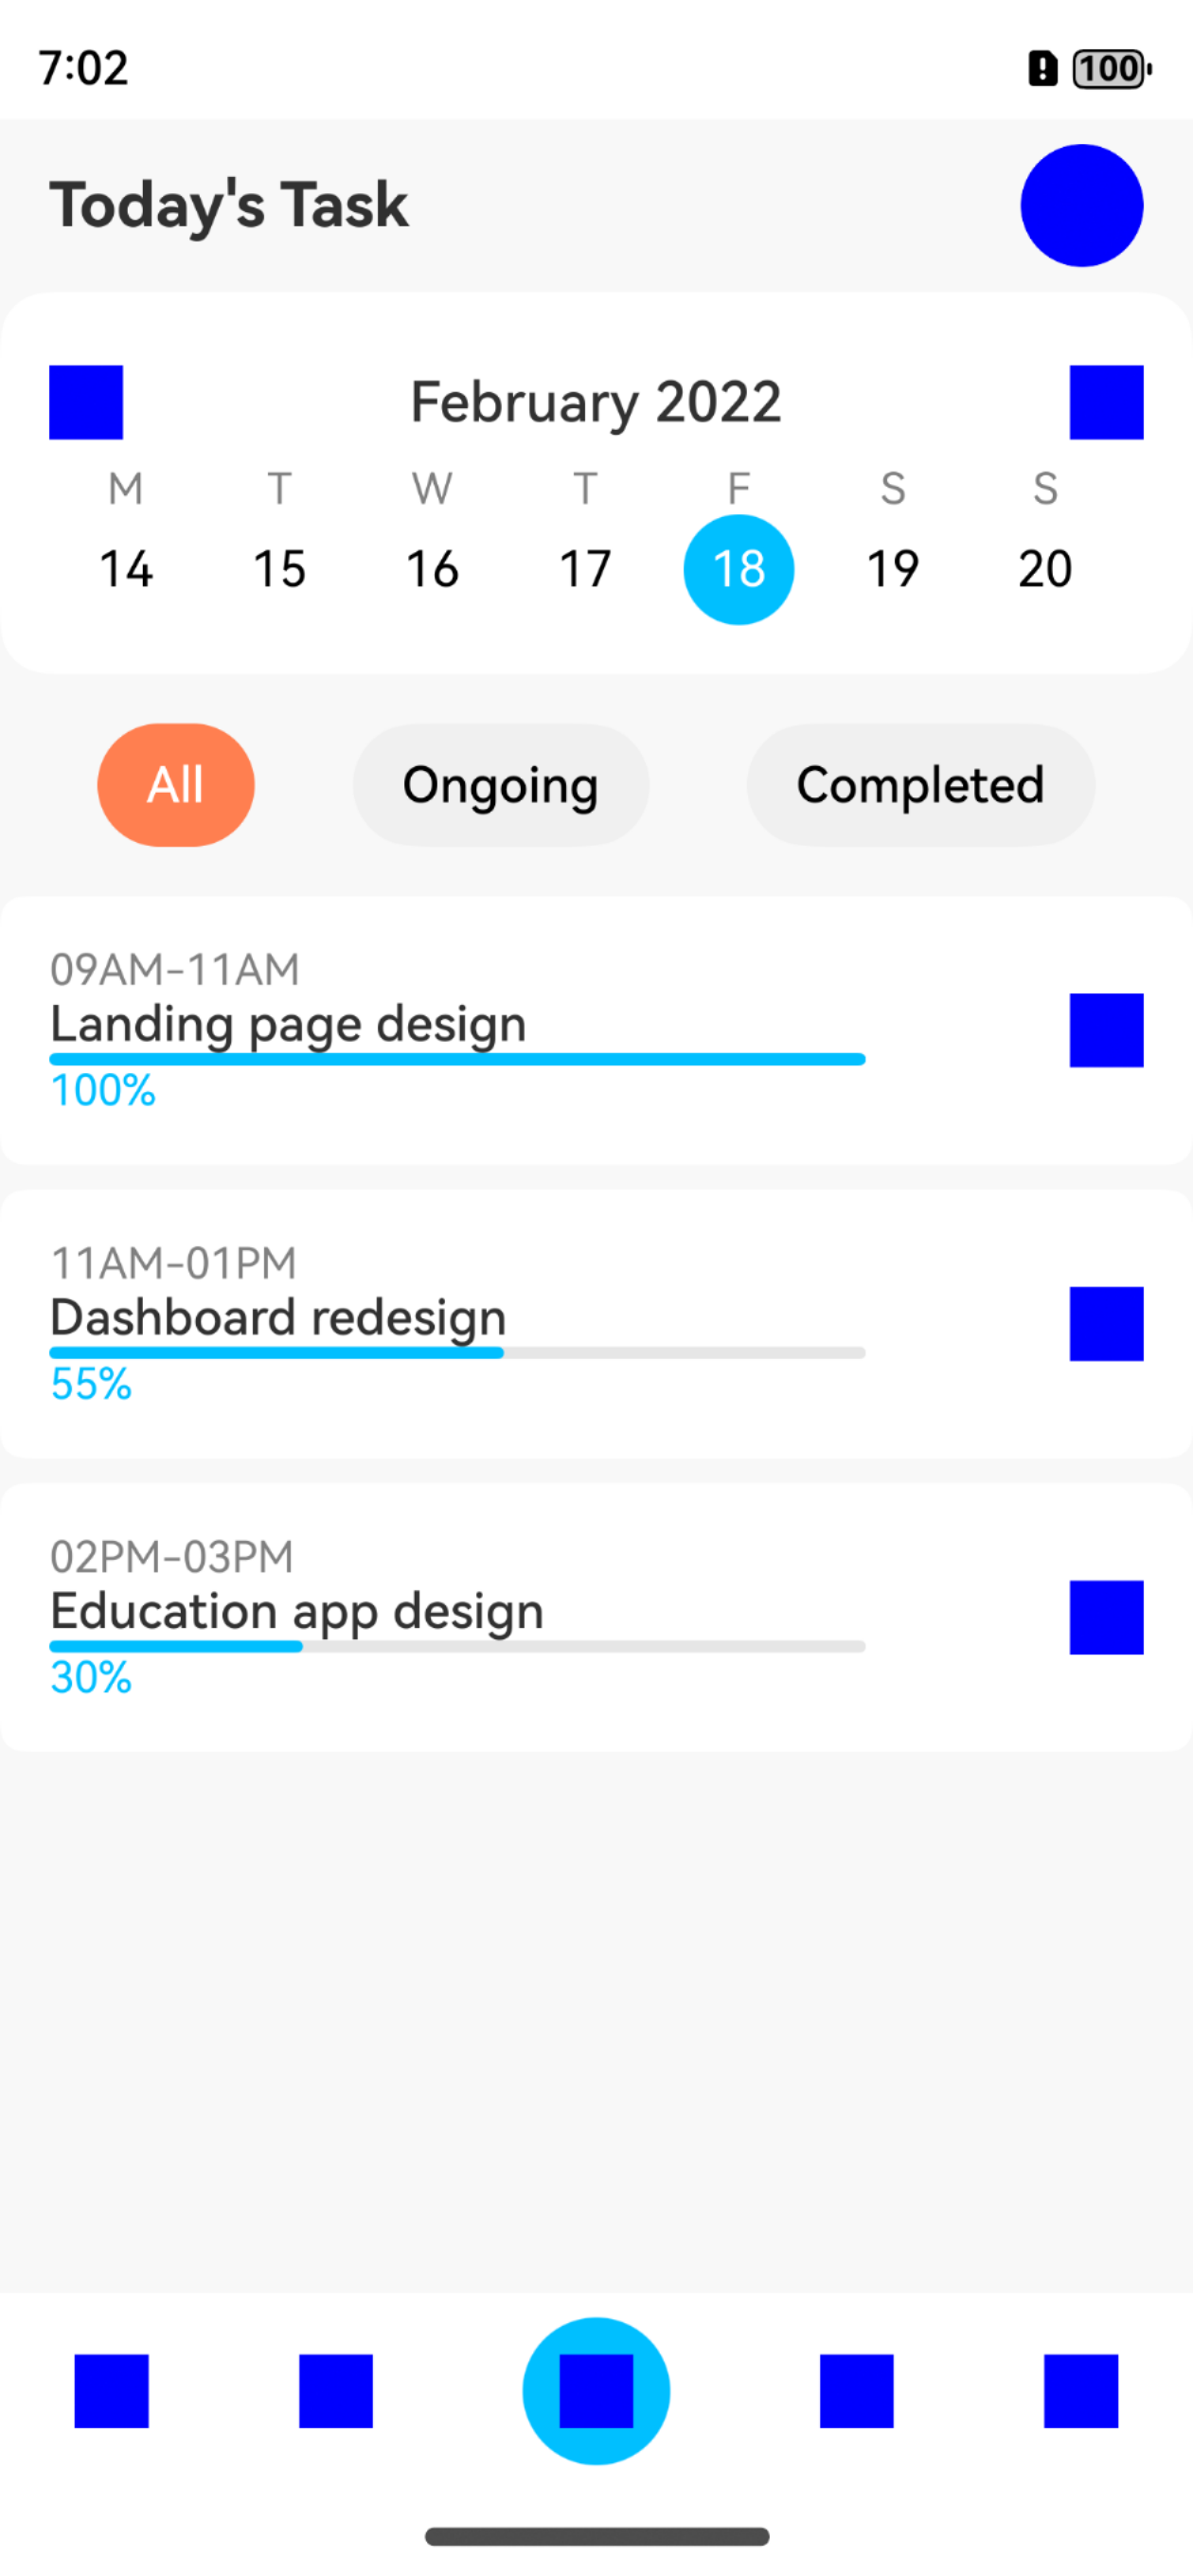 7:02 100
Today's Task
February 2022
M T W T F S S
14 15 16 17 18 19 20
All Ongoing Completed
09AM-11AM
Landing page design
100%
11AM-01PM
Dashboard redesign
55%
02PM-03PM
Education app design
30%